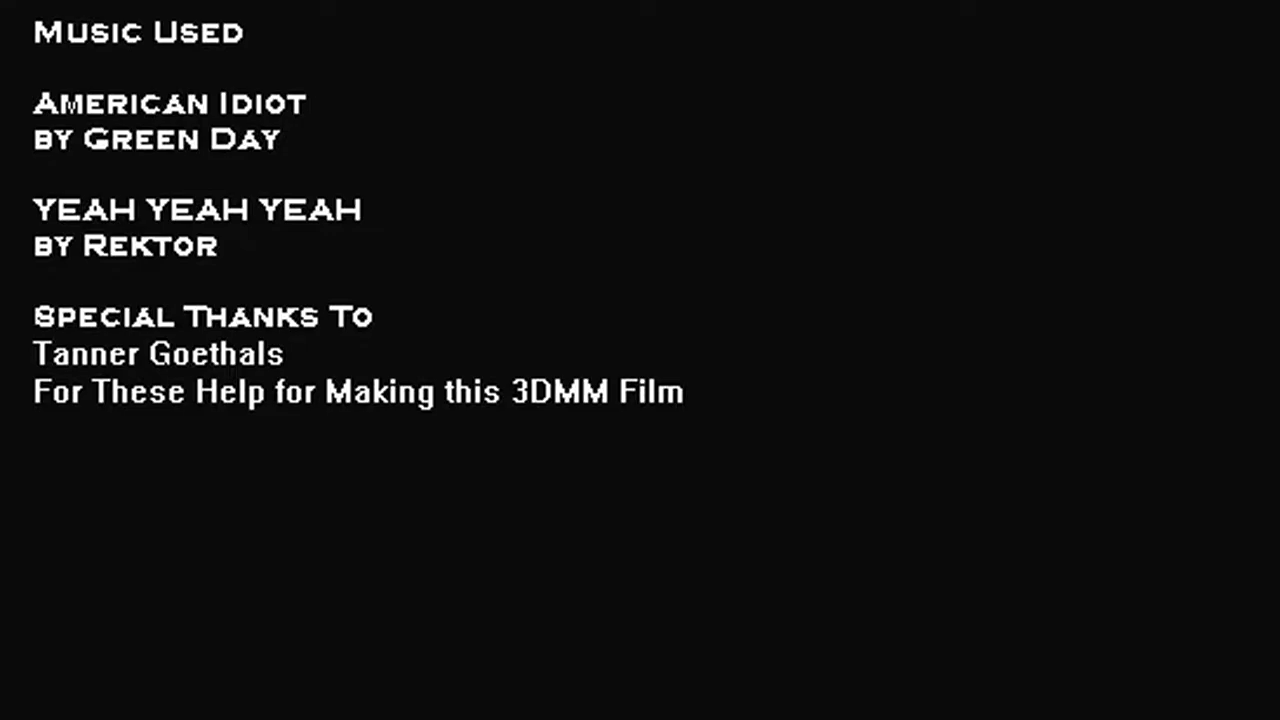 Music Used
American Idiot
by Green Day
YEAH YEAH YEAH
by Rektor
Special Thanks To
Tanner Goethals
For These Help for Making this 3DMM Film